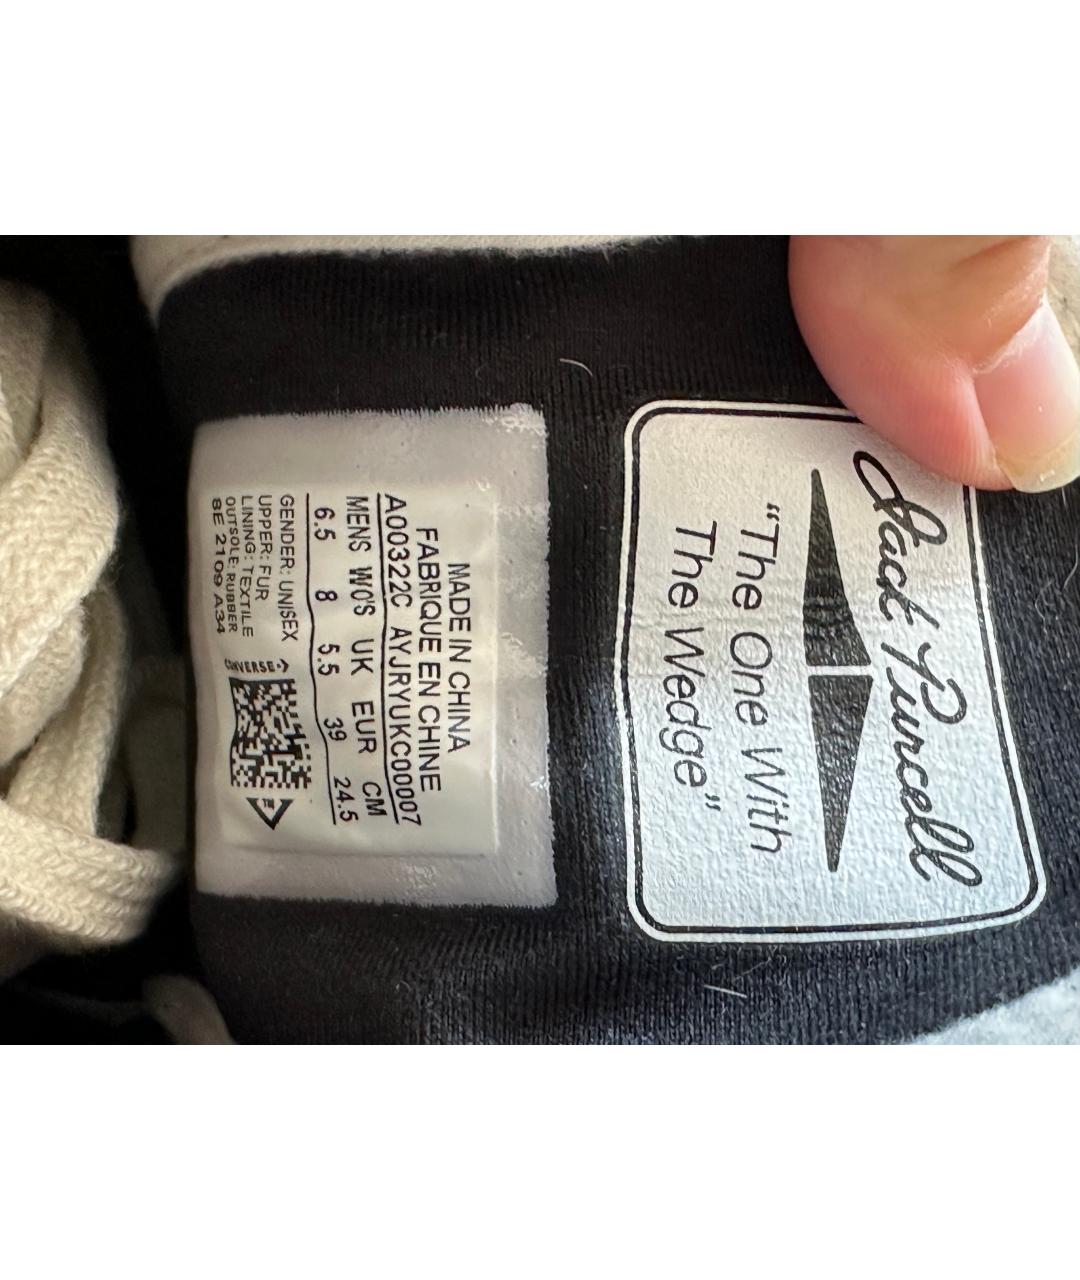 Jack Purcell
"The One With
The Wedge"
MADE IN CHINA
FABRIQUE EN CHINE
A00322C AYJRYUKC00007
MENS WO'S UK EUR CM
6.5 8 5.5 39 24.5
GENDER: UNISEX
UPPER: FUR
LINING: TEXTILE
OUTSOLE: RUBBER
SE 2109 A34
CONVERSE